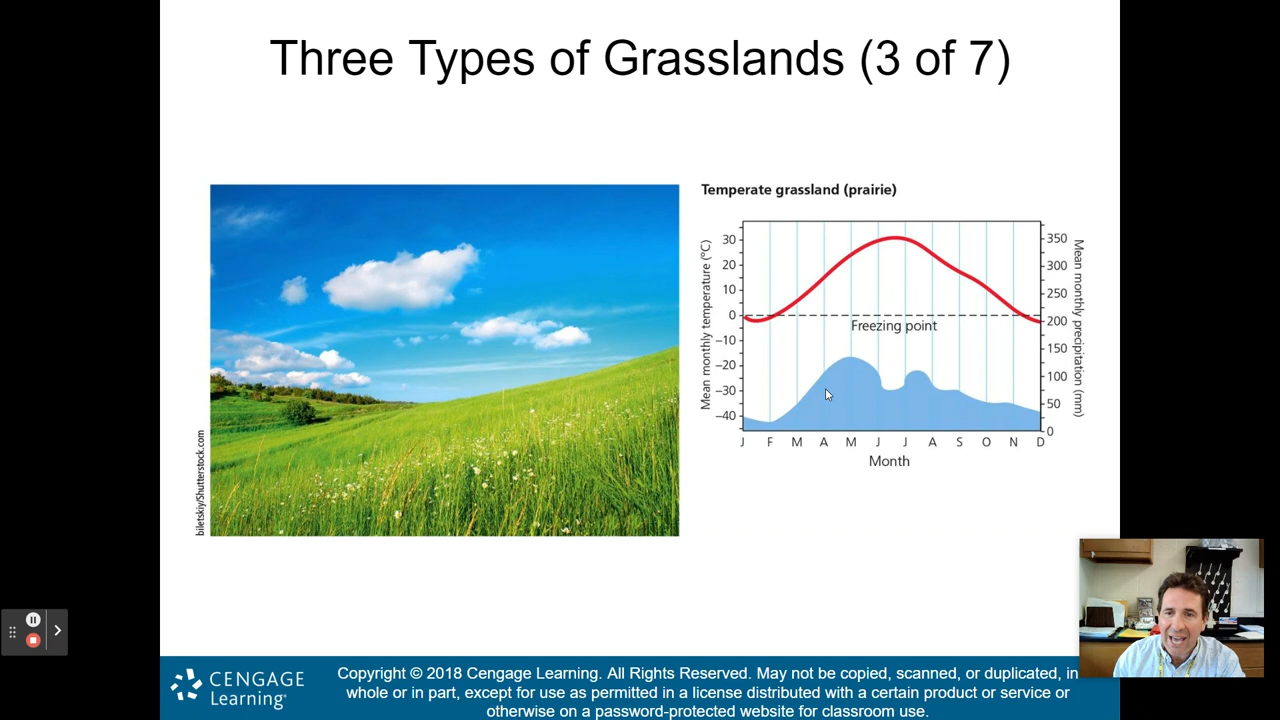 Three Types of Grasslands (3 of 7)
biletskiy/Shutterstock.com
Temperate grassland (prairie)
Mean monthly temperature (°C)
30
20
10
0
–10
–20
–30
–40
Freezing point
350
300
250
200
150
100
50
0
Mean monthly precipitation (mm)
J F M A M J J A S O N D
Month
CENGAGE
Learning®
Copyright © 2018 Cengage Learning. All Rights Reserved. May not be copied, scanned, or duplicated, in
whole or in part, except for use as permitted in a license distributed with a certain product or service or
otherwise on a password-protected website for classroom use.